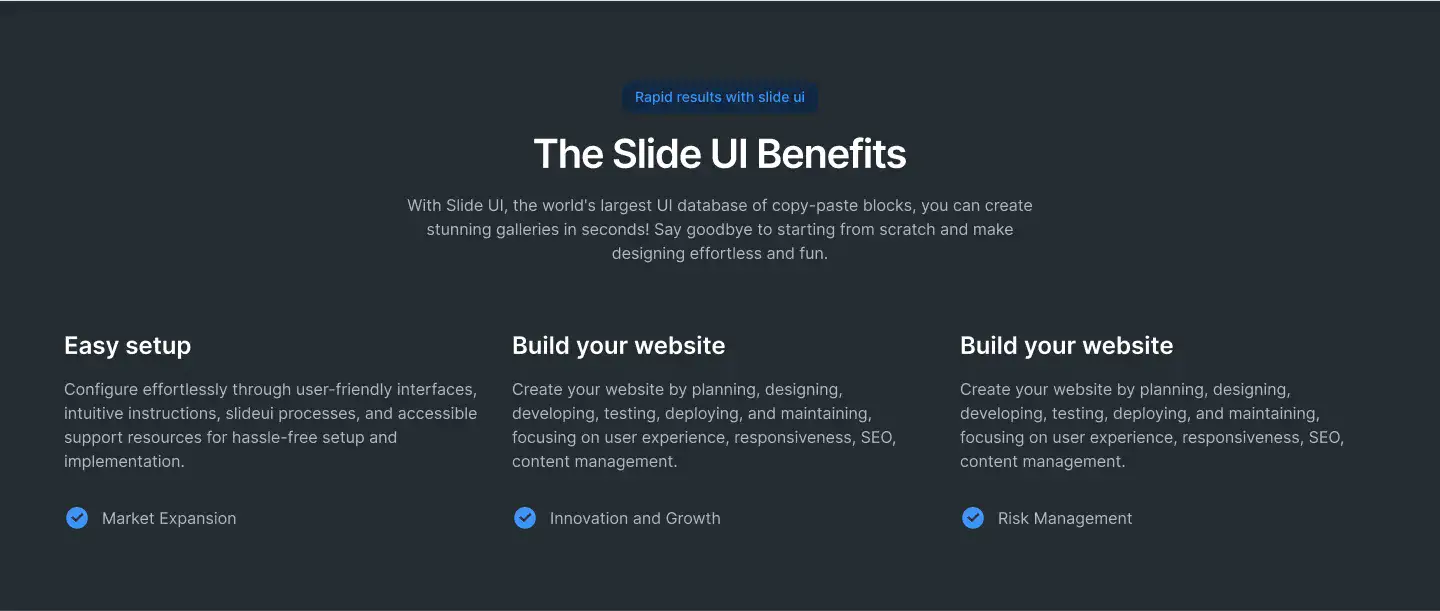 Rapid results with slide ui
The Slide UI Benefits
With Slide UI, the world's largest UI database of copy-paste blocks, you can create
stunning galleries in seconds! Say goodbye to starting from scratch and make
designing effortless and fun.
Easy setup
Configure effortlessly through user-friendly interfaces,
intuitive instructions, slideui processes, and accessible
support resources for hassle-free setup and
implementation.
Market Expansion
Build your website
Create your website by planning, designing,
developing, testing, deploying, and maintaining,
focusing on user experience, responsiveness, SEO,
content management.
Innovation and Growth
Build your website
Create your website by planning, designing,
developing, testing, deploying, and maintaining,
focusing on user experience, responsiveness, SEO,
content management.
Risk Management